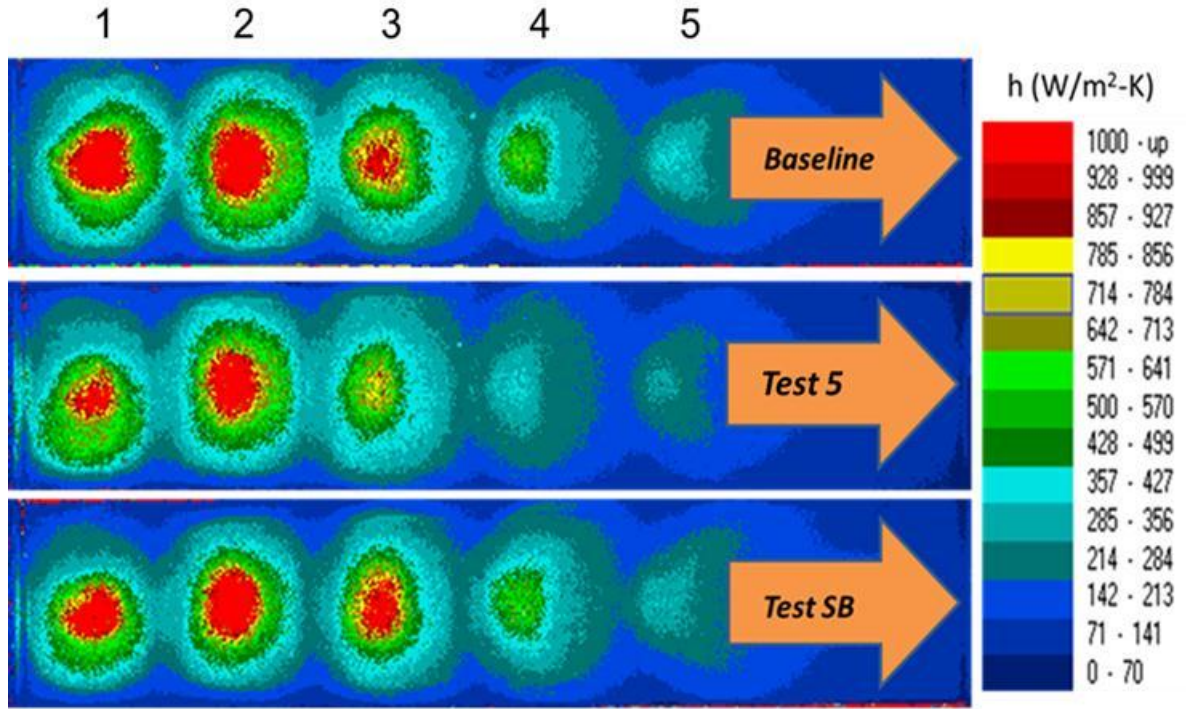 1 2 3 4 5
Baseline
Test 5
Test SB
h (W/m²-K)
1000 - up
928 - 999
857 - 927
785 - 856
714 - 784
642 - 713
571 - 641
500 - 570
428 - 499
357 - 427
285 - 356
214 - 284
142 - 213
71 - 141
0 - 70